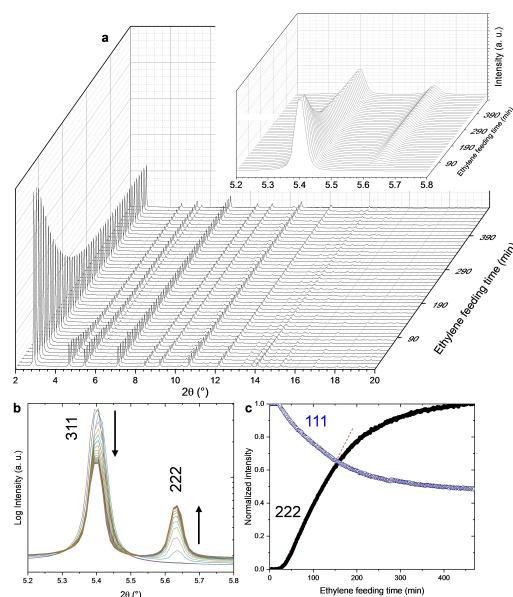 a
Intensity (a. u.)
390
290
190
90
Ethylene feeding time (min)
5.2 5.3 5.4 5.5 5.6 5.7 5.8
390
290
190
90
Ethylene feeding time (min)
2 4 6 8 10 12 14 16 18 20
2θ (°)
b
311
222
Log Intensity (a. u.)
5.2 5.3 5.4 5.5 5.6 5.7 5.8
2θ (°)
c
111
222
Normalized intensity
1.0
0.8
0.6
0.4
0.2
0.0
0 100 200 300 400
Ethylene feeding time (min)